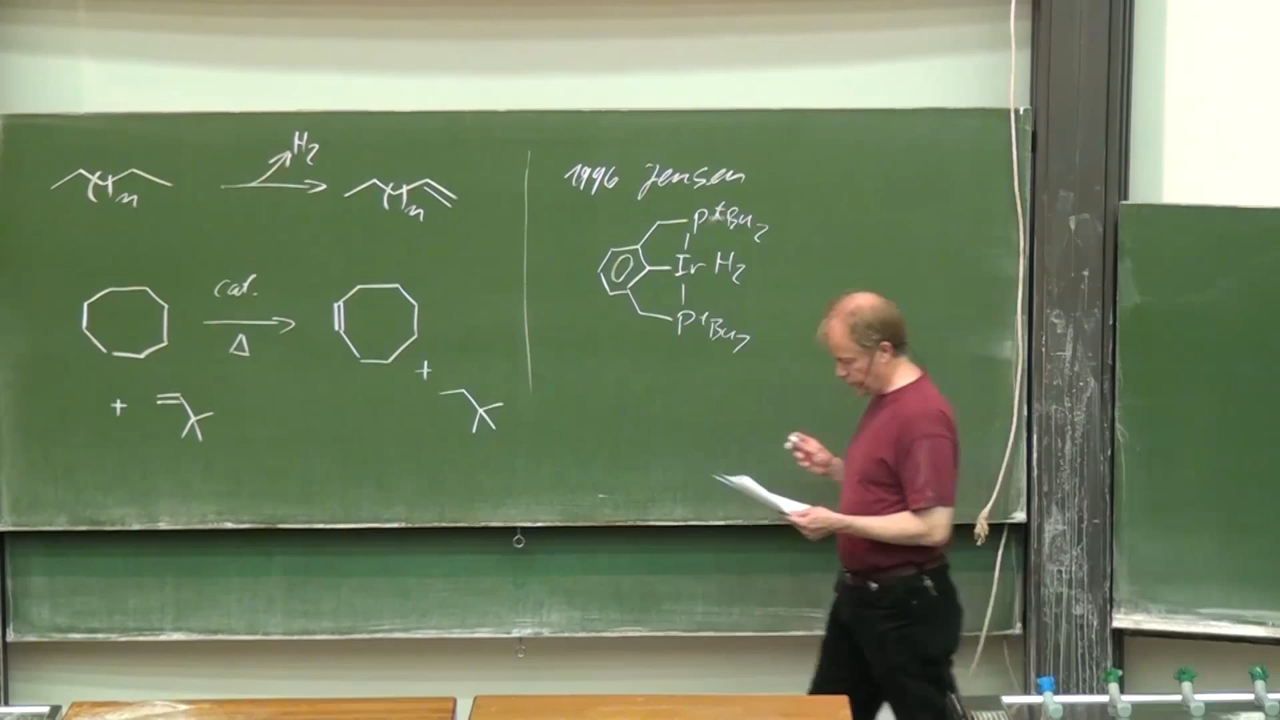 H2
n
n
cat.
Δ
+
+
1996 Jensen
PtBu2
Ir H2
PtBu2